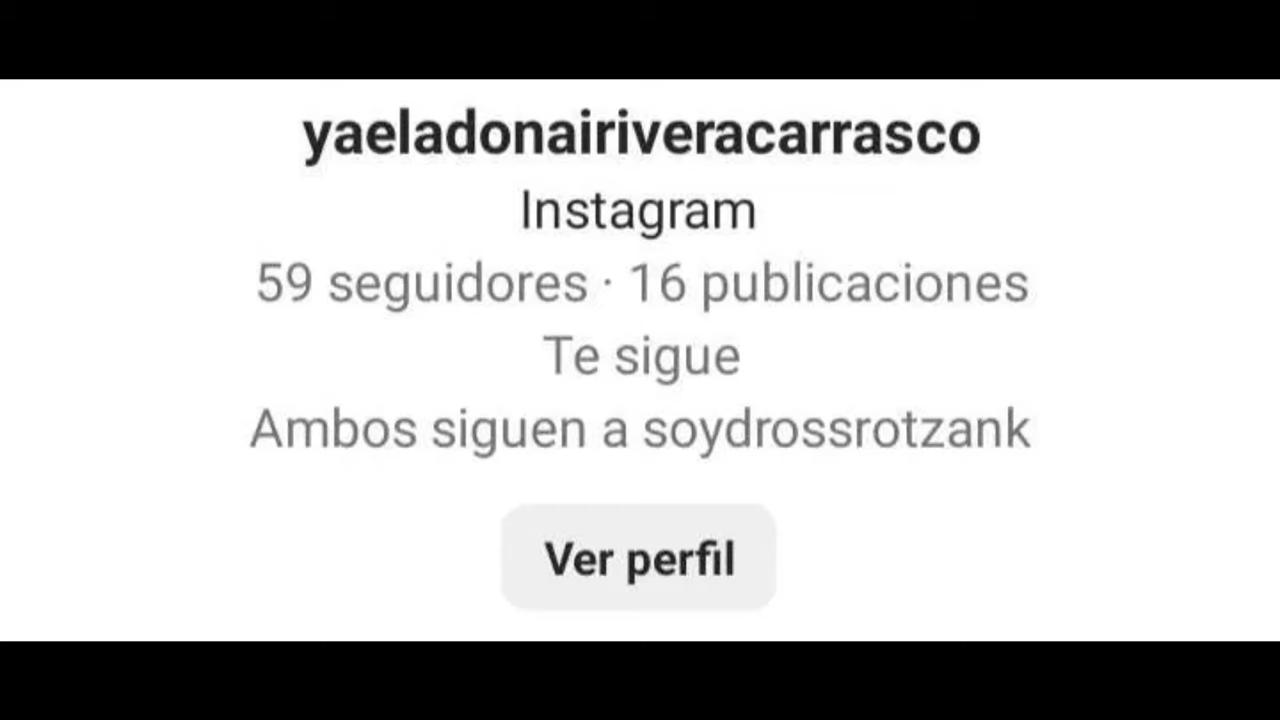 yaeladonairiveracarrasco
Instagram
59 seguidores · 16 publicaciones
Te sigue
Ambos siguen a soydrossrotzank
Ver perfil